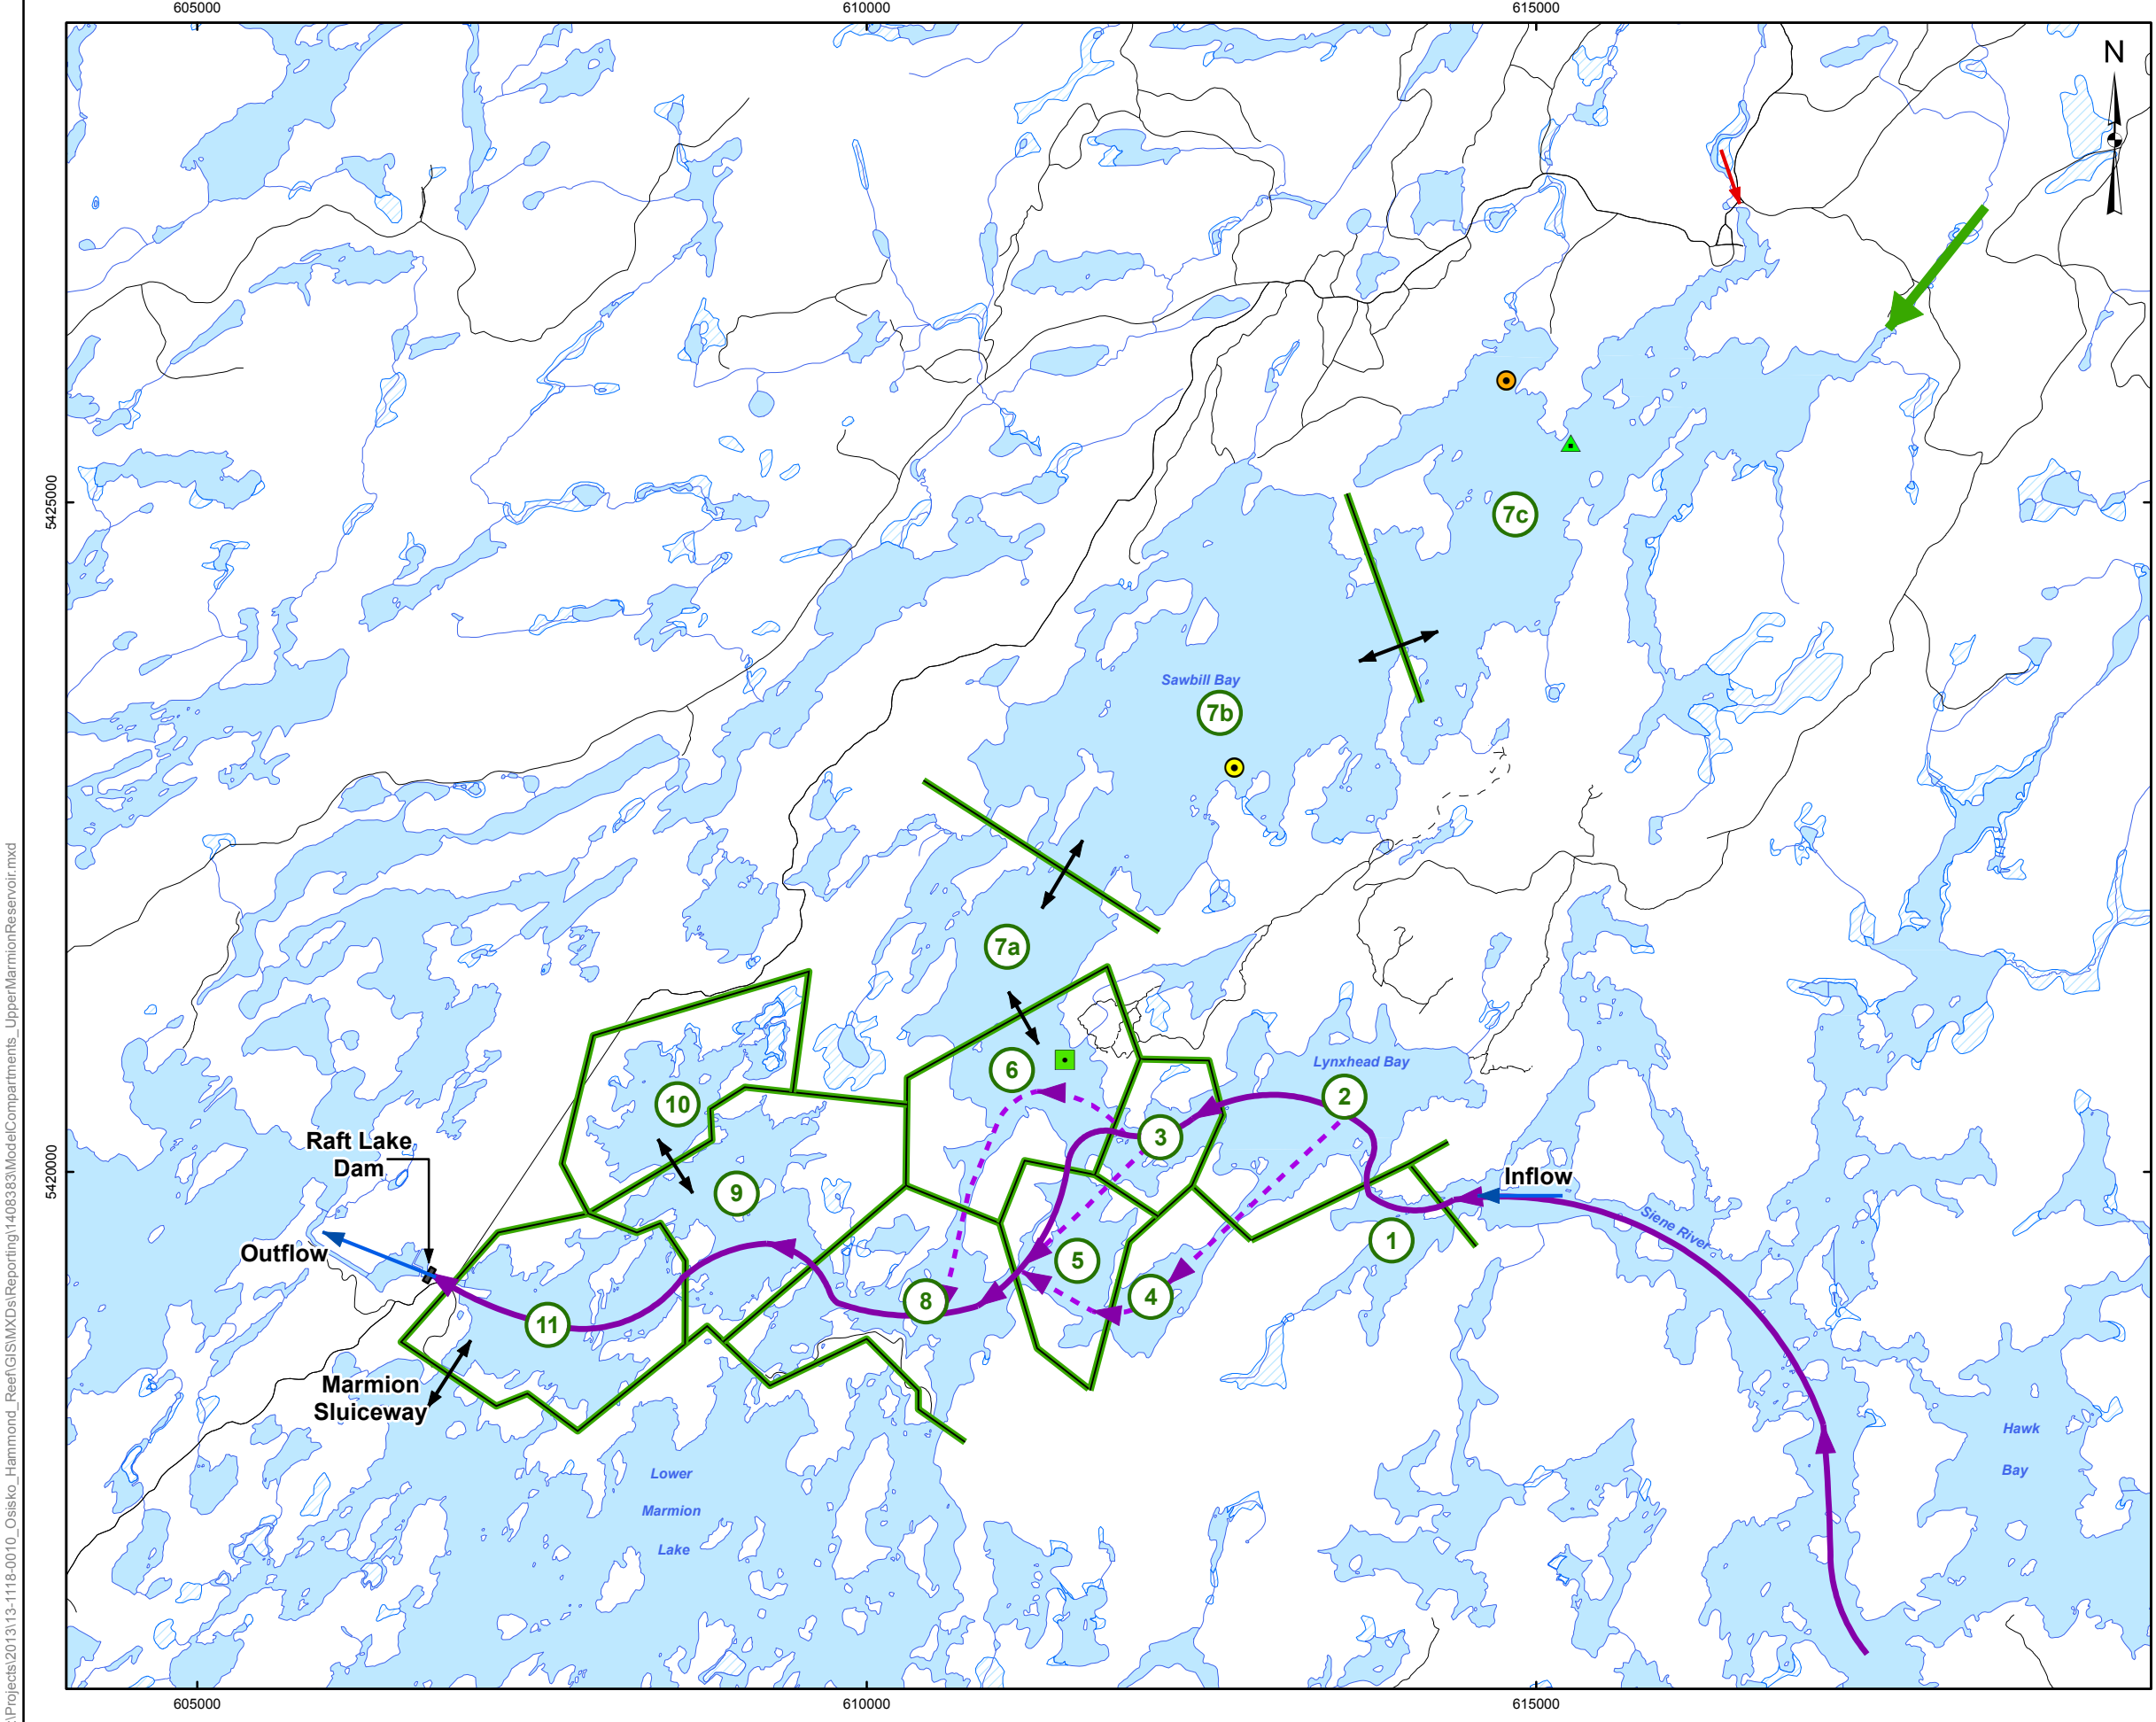 605000
610000
615000
N
5425000
7c
Sawbill Bay
7b
7a
Lynxhead Bay
6
2
10
3
Raft Lake
Dam
5420000
9
Inflow
Siene River
Outflow
1
5
4
8
11
Marmion
Sluiceway
Hawk
Bay
Lower
Marmion
Lake
605000
610000
615000
:\Projects\2013\13-1118-0010_Osisko_Hammond_Reef\GIS\MXDs\Reporting\1408383\ModelCompartments_UpperMarmionReservoir.mxd